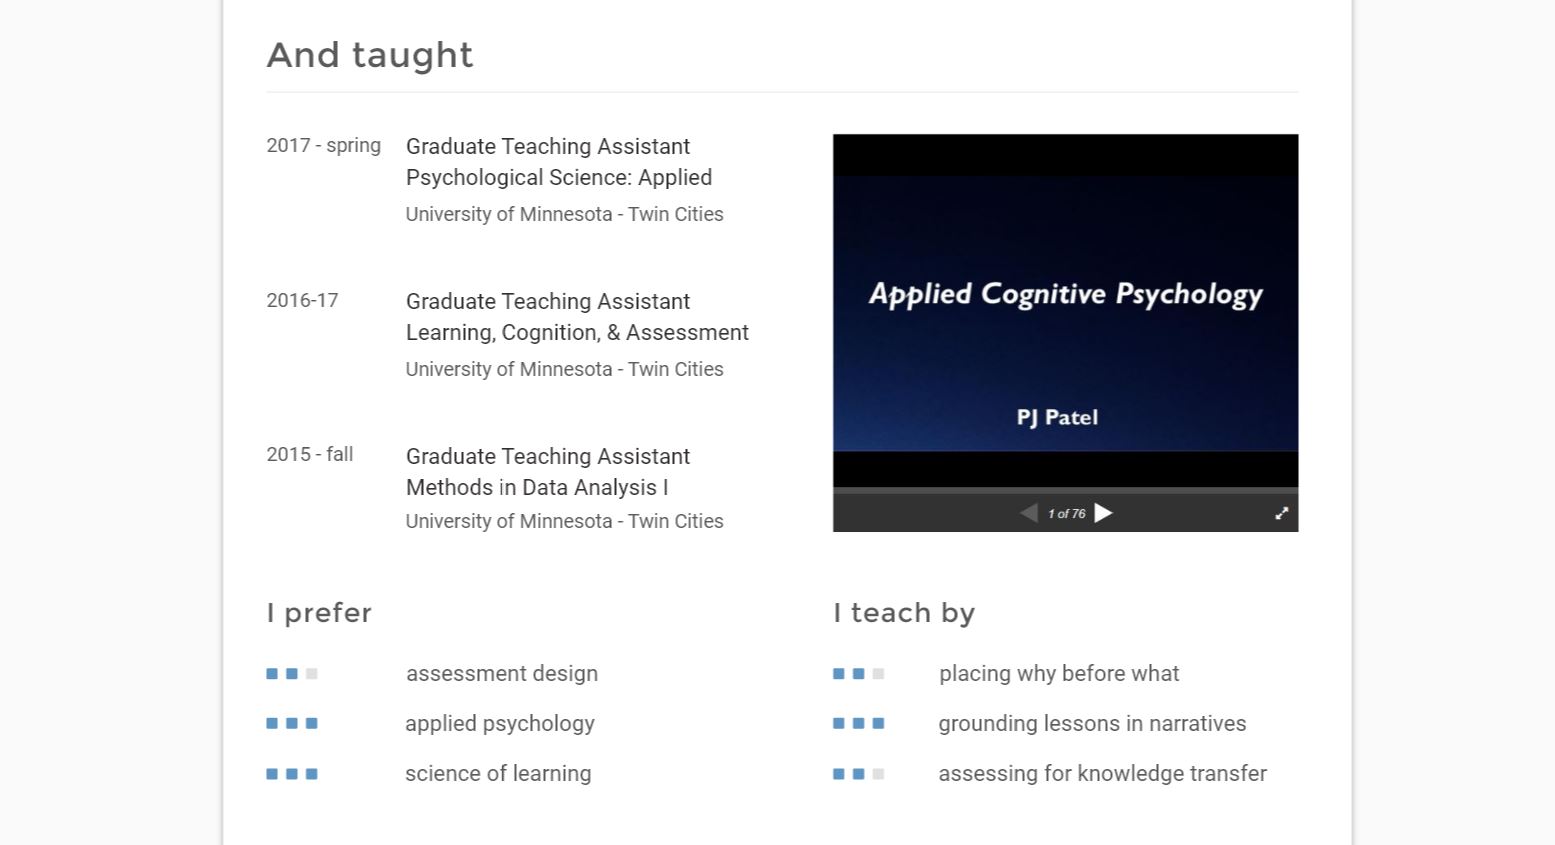 And taught
2017 - spring
Graduate Teaching Assistant
Psychological Science: Applied
University of Minnesota - Twin Cities
2016-17
Graduate Teaching Assistant
Learning, Cognition, & Assessment
University of Minnesota - Twin Cities
2015 - fall
Graduate Teaching Assistant
Methods in Data Analysis I
University of Minnesota - Twin Cities
Applied Cognitive Psychology
PJ Patel
1 of 76
I prefer
assessment design
applied psychology
science of learning
I teach by
placing why before what
grounding lessons in narratives
assessing for knowledge transfer